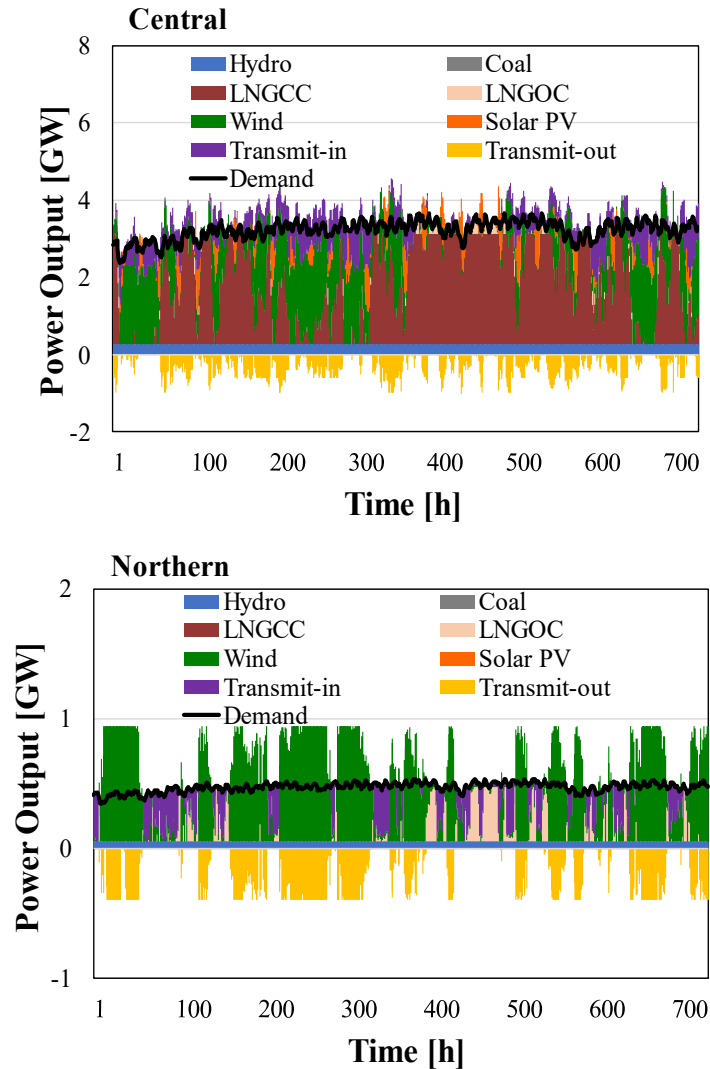 Central
8
Hydro Coal
6
LNGCC LNGOC
Wind Solar PV
Transmit-in Transmit-out
4
Demand
2
0
-2
1 100 200 300 400 500 600 700
Power Output [GW]
Time [h]
Northern
2
Hydro Coal
LNGCC LNGOC
Wind Solar PV
Transmit-in Transmit-out
1
Demand
0
-1
1 100 200 300 400 500 600 700
Power Output [GW]
Time [h]